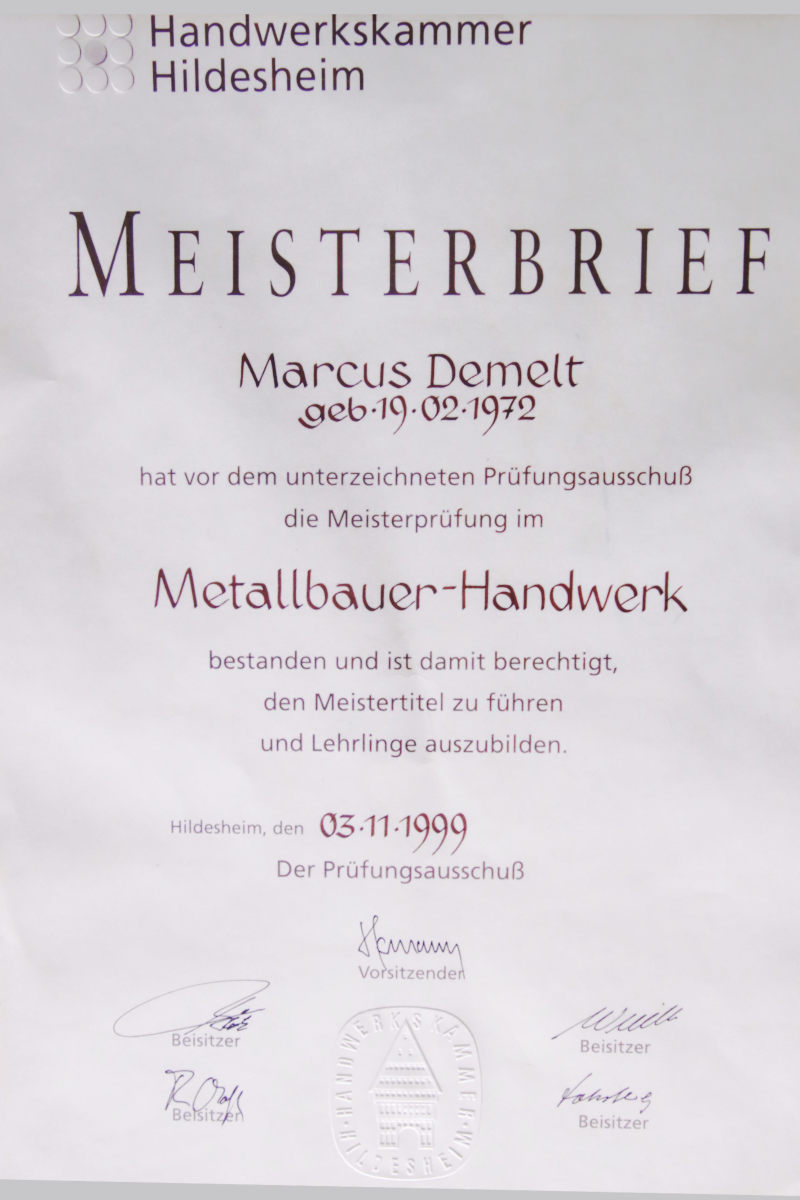 Handwerkskammer
Hildesheim
MEISTERBRIEF
Marcus Demelt
geb·19·02·1972
hat vor dem unterzeichneten Prüfungsausschuß
die Meisterprüfung im
Metallbauer-Handwerk
bestanden und ist damit berechtigt,
den Meistertitel zu führen
und Lehrlinge auszubilden.
Hildesheim, den 03·11·1999
Der Prüfungsausschuß
Vorsitzender
Beisitzer
Beisitzer
Beisitzer
Beisitzer
HANDWERKSKAMMER · HILDESHEIM ·